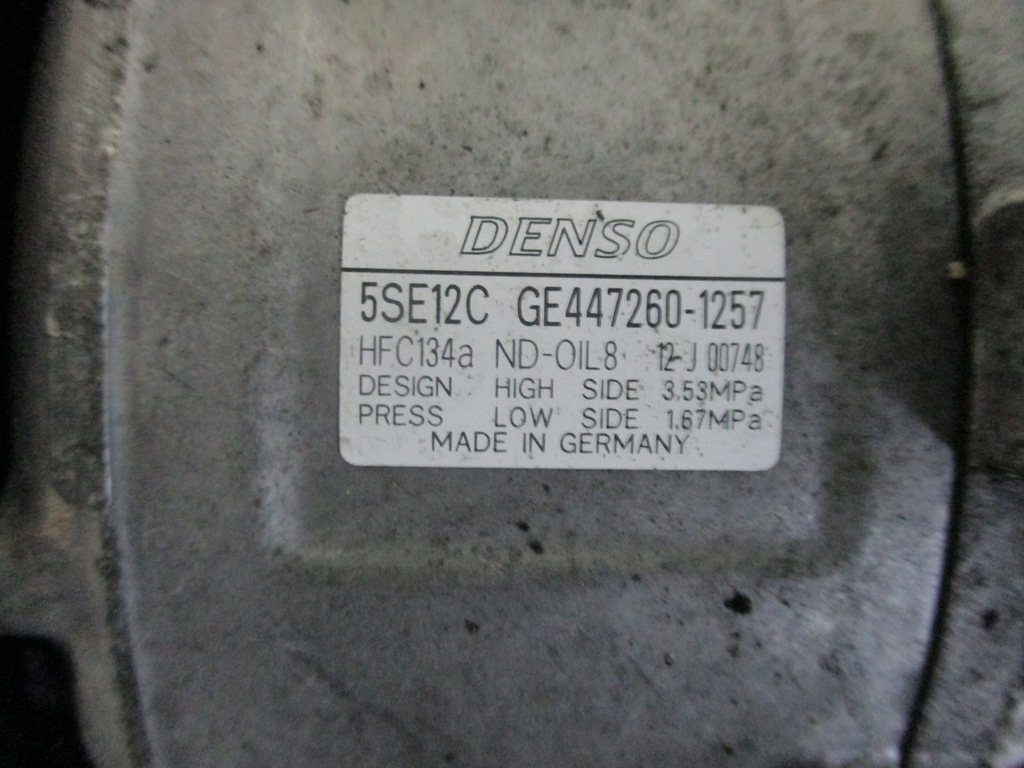 DENSO
5SE12C GE447260-1257
HFC134a ND-OIL8 12-J 00748
DESIGN HIGH SIDE 3.53MPa
PRESS LOW SIDE 1.67MPa
MADE IN GERMANY